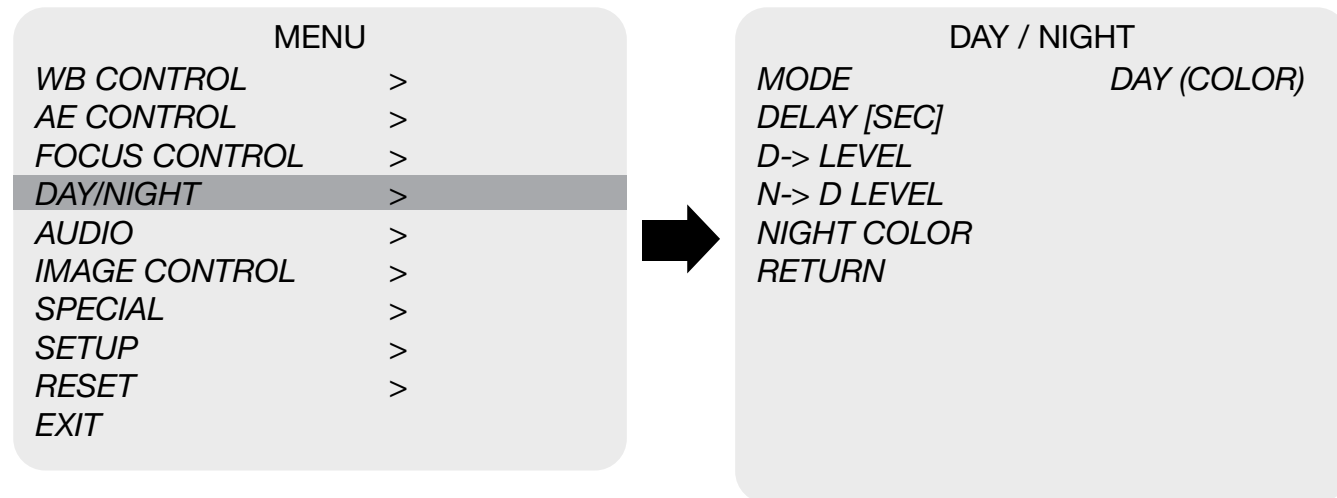 MENU
WB CONTROL >
AE CONTROL >
FOCUS CONTROL >
DAY/NIGHT >
AUDIO >
IMAGE CONTROL >
SPECIAL >
SETUP >
RESET >
EXIT
DAY / NIGHT
MODE DAY (COLOR)
DELAY [SEC]
D-> LEVEL
N-> D LEVEL
NIGHT COLOR
RETURN